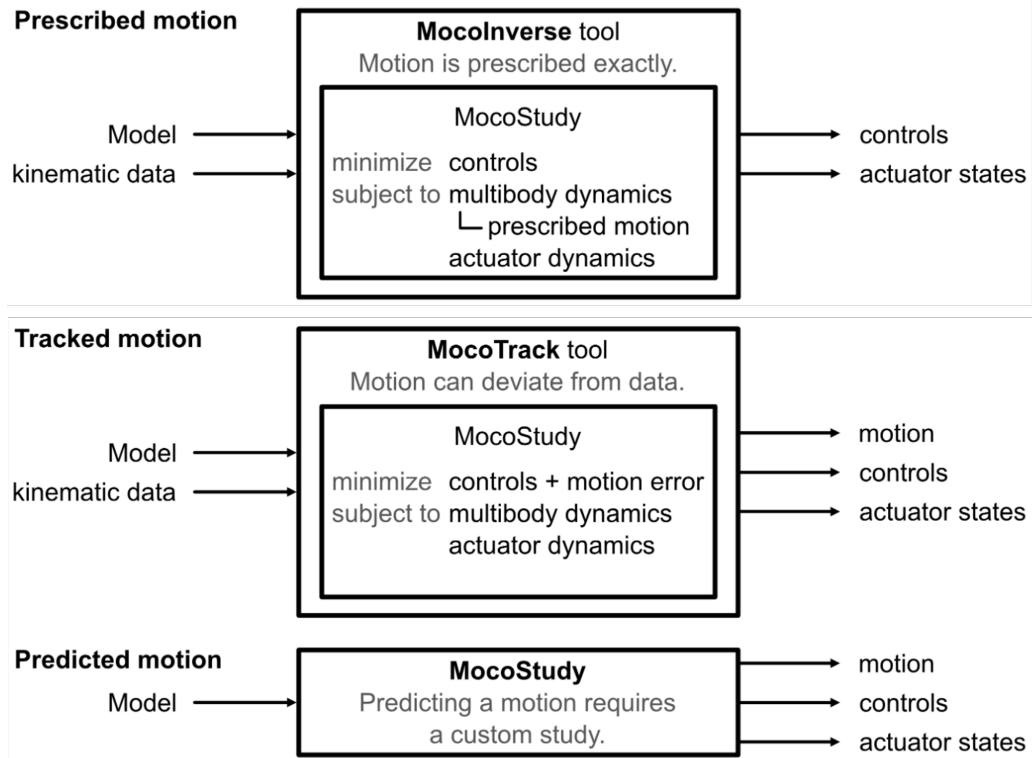 Prescribed motion
MocoInverse tool
Motion is prescribed exactly.
MocoStudy
Model
kinematic data
minimize controls
subject to multibody dynamics
prescribed motion
actuator dynamics
controls
actuator states
Tracked motion
MocoTrack tool
Motion can deviate from data.
MocoStudy
Model
kinematic data
minimize controls + motion error
subject to multibody dynamics
actuator dynamics
motion
controls
actuator states
Predicted motion
Model
MocoStudy
Predicting a motion requires
a custom study.
motion
controls
actuator states